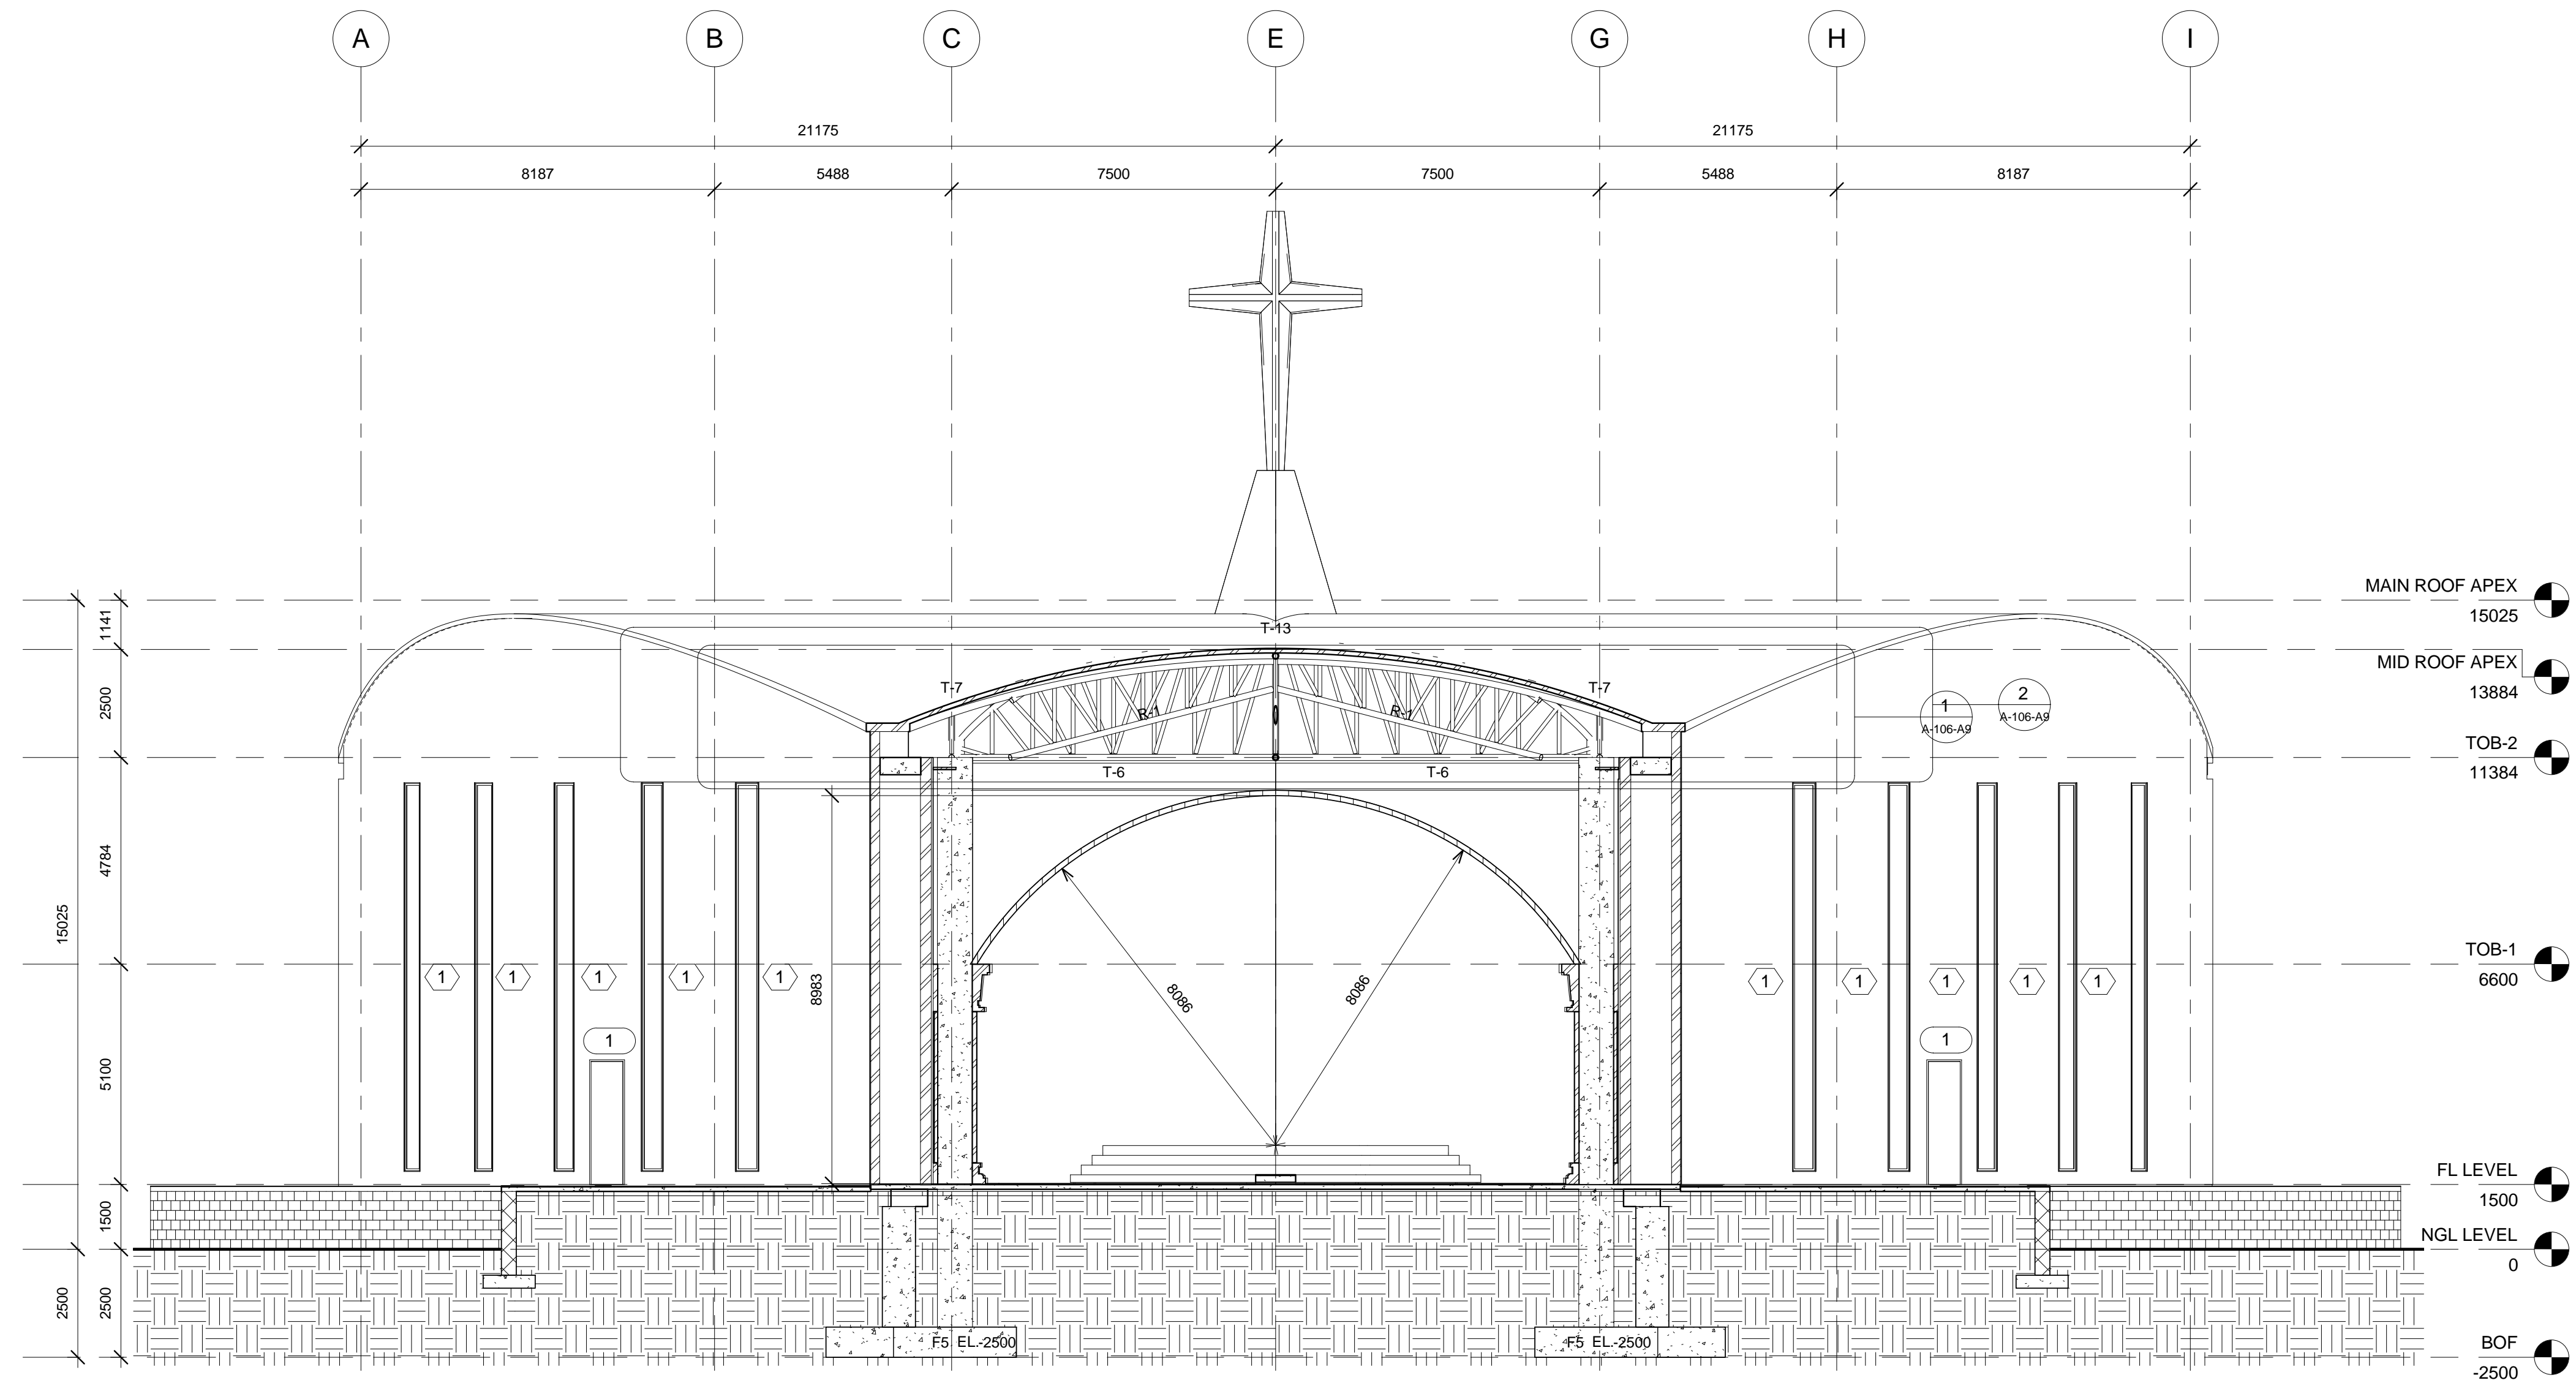 A B C E G H I
21175 21175
8187 5488 7500 7500 5488 8187
MAIN ROOF APEX
15025
1141
T-13
MID ROOF APEX
13884
T-7 T-7
2500
R-1 R-1
1 2
A-106-A9 A-106-A9
TOB-2
11384
T-6 T-6
4784
15025
TOB-1
6600
1 1 1 1 1
8983
8086 8086
1 1 1 1 1
1 1
5100
FL LEVEL
1500
1500
NGL LEVEL
0
2500 2500
F5 EL.-2500 F5 EL.-2500
BOF
-2500